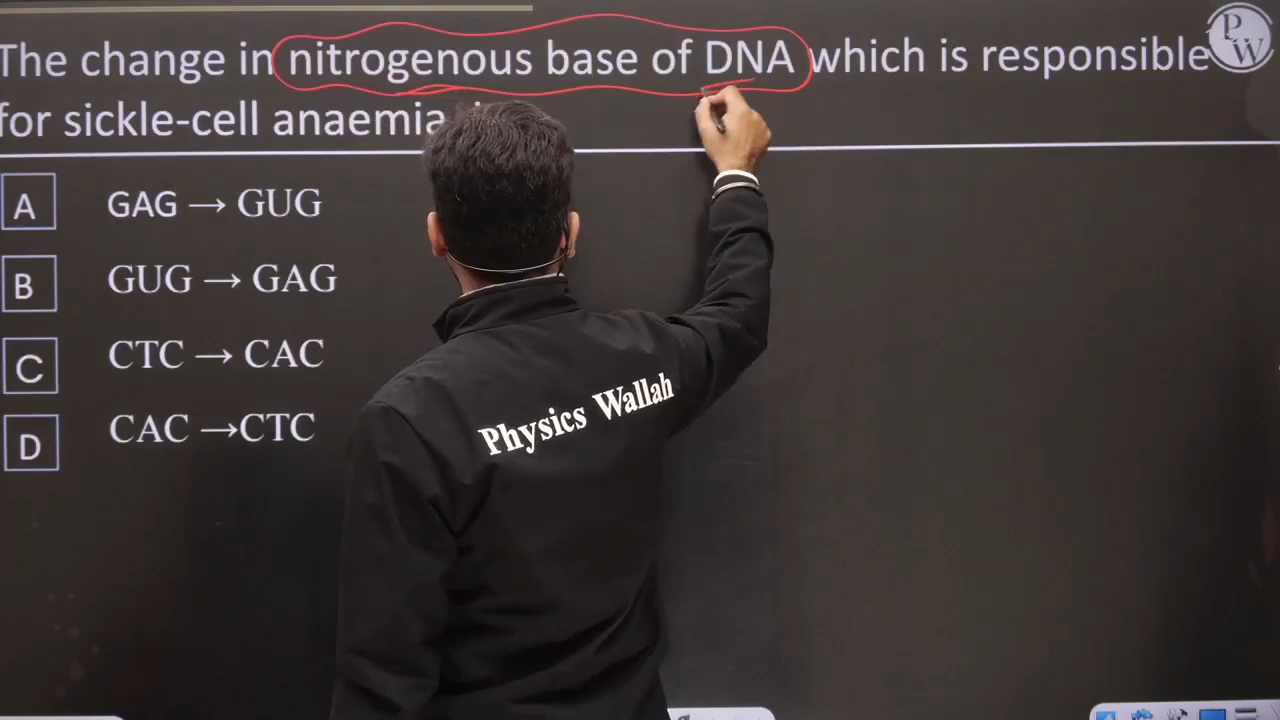 The change in nitrogenous base of DNA which is responsible
for sickle-cell anaemia
A GAG → GUG
B GUG → GAG
C CTC → CAC
D CAC →CTC
Physics Wallah
PW